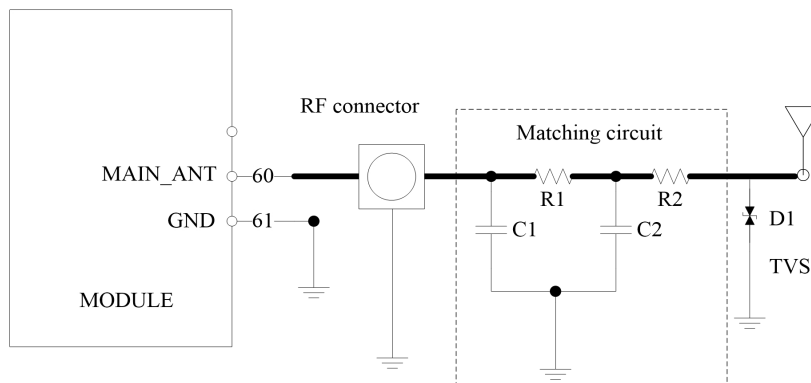 RF connector
Matching circuit
MAIN_ANT 60
R1 R2
GND 61
C1 C2
D1
TVS
MODULE